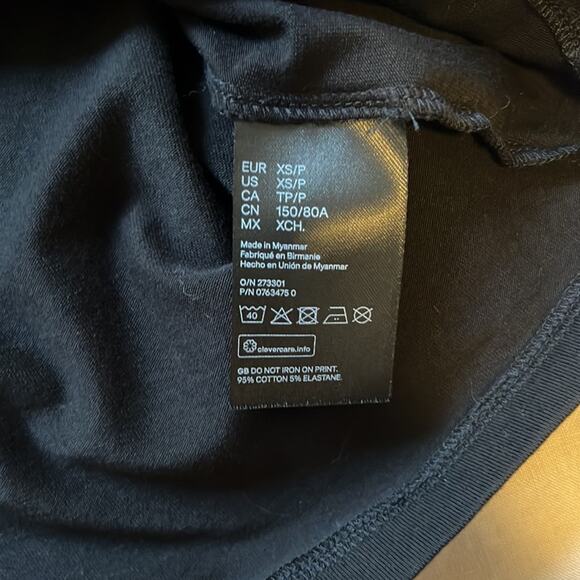 EUR XS/P
US XS/P
CA TP/P
CN 150/80A
MX XCH.
Made in Myanmar
Fabriqué en Birmanie
Hecho en Unión de Myanmar
O/N 273301
P/N 0763475 0
40
clevercare.info
GB DO NOT IRON ON PRINT.
95% COTTON 5% ELASTANE.